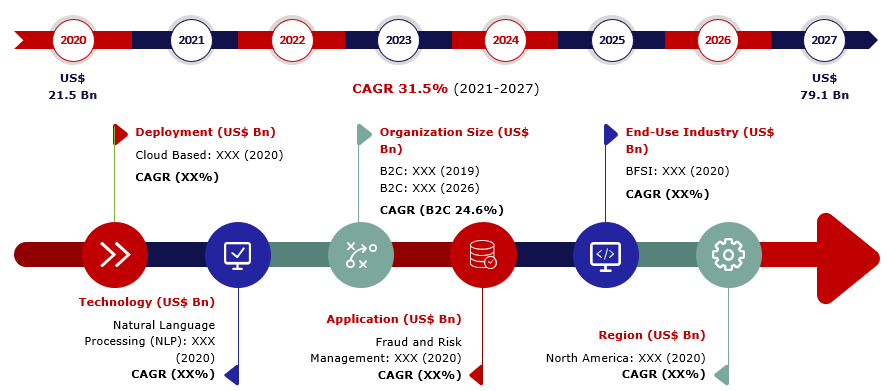 2020 2021 2022 2023 2024 2025 2026 2027
US$
21.5 Bn
US$
79.1 Bn
CAGR 31.5% (2021-2027)
Deployment (US$ Bn)
Cloud Based: XXX (2020)
CAGR (XX%)
Organization Size (US$
Bn)
B2C: XXX (2019)
B2C: XXX (2026)
CAGR (B2C 24.6%)
End-Use Industry (US$
Bn)
BFSI: XXX (2020)
CAGR (XX%)
Technology (US$ Bn)
Natural Language
Processing (NLP): XXX
(2020)
CAGR (XX%)
Application (US$ Bn)
Fraud and Risk
Management: XXX (2020)
CAGR (XX%)
Region (US$ Bn)
North America: XXX (2020)
CAGR (XX%)